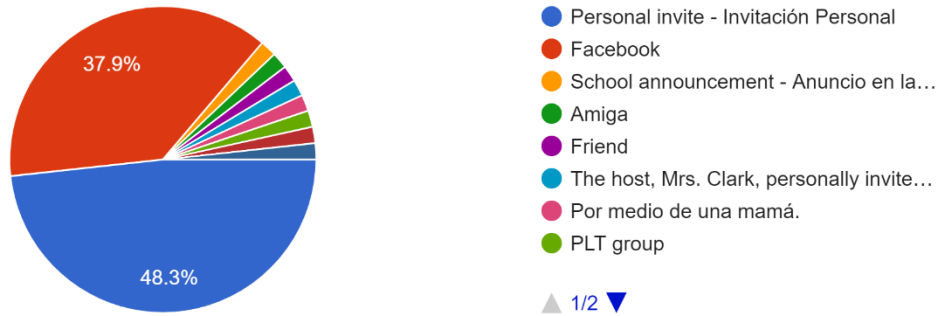 37.9%
48.3%
Personal invite - Invitación Personal
Facebook
School announcement - Anuncio en la…
Amiga
Friend
The host, Mrs. Clark, personally invite…
Por medio de una mamá.
PLT group
1/2